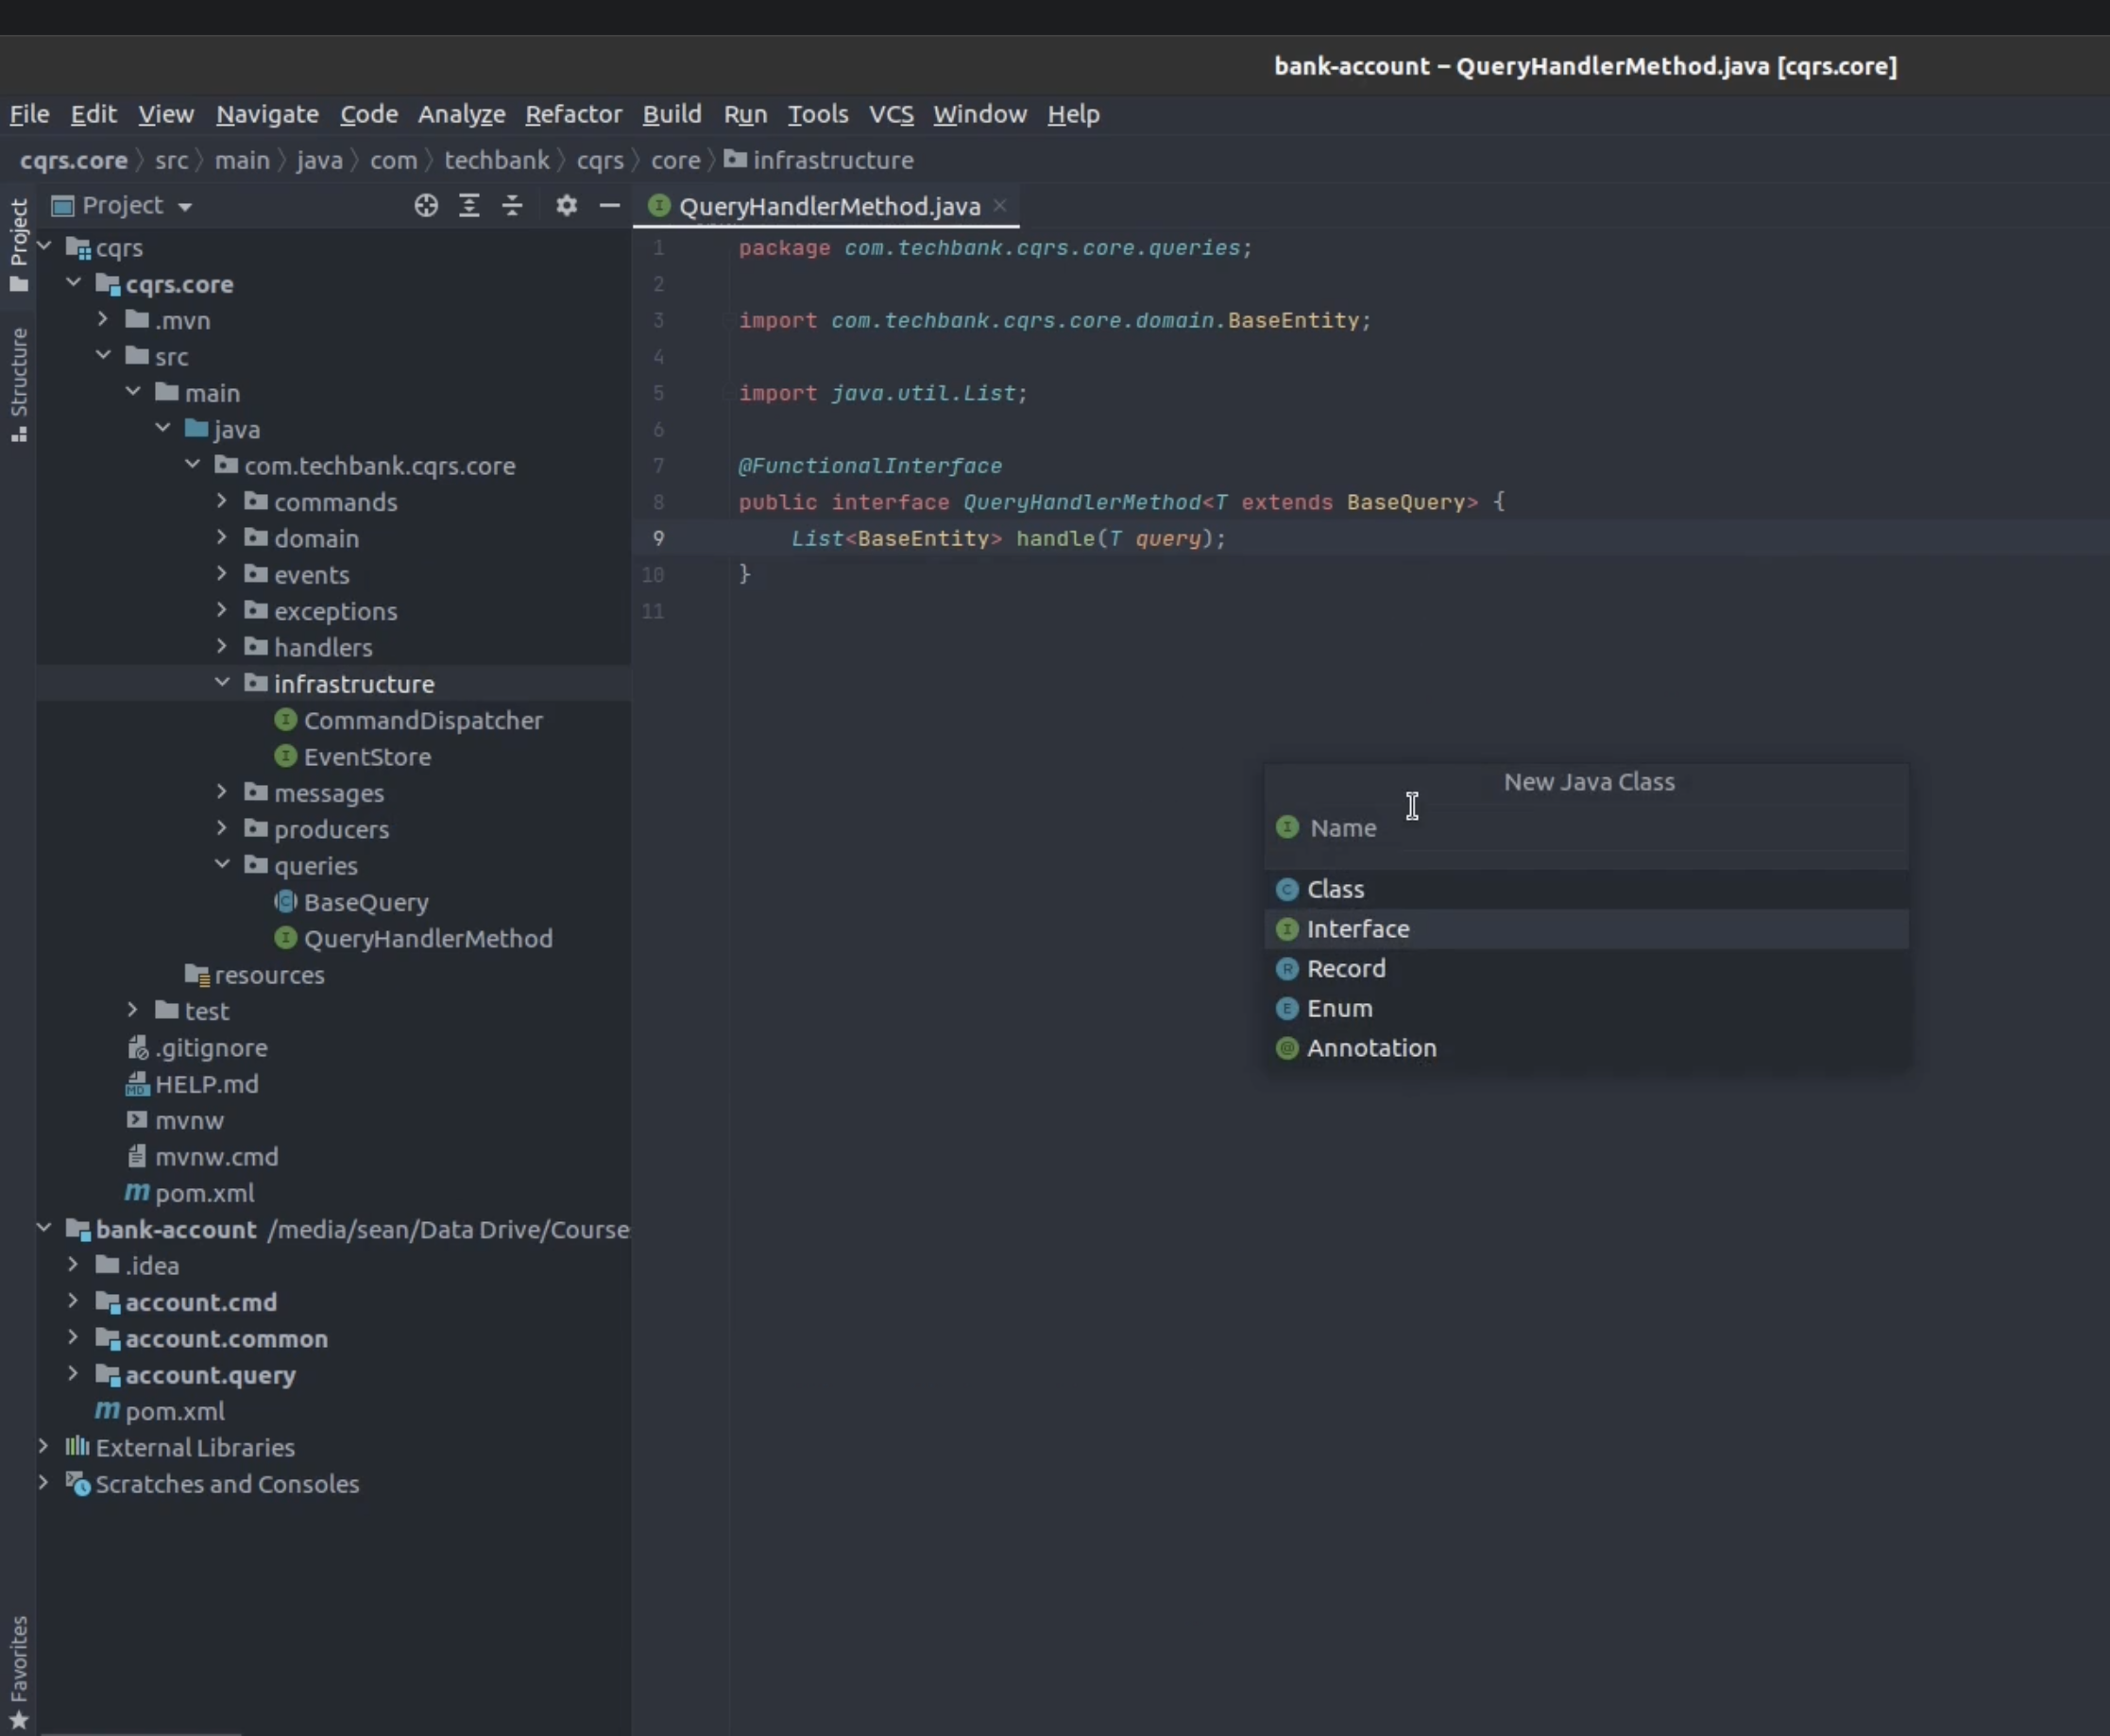 bank-account – QueryHandlerMethod.java [cqrs.core]
File Edit View Navigate Code Analyze Refactor Build Run Tools VCS Window Help
cqrs.core src main java com techbank cqrs core infrastructure
Project
Structure
Favorites
Project
cqrs
cqrs.core
.mvn
src
main
java
com.techbank.cqrs.core
commands
domain
events
exceptions
handlers
infrastructure
CommandDispatcher
EventStore
messages
producers
queries
BaseQuery
QueryHandlerMethod
resources
test
.gitignore
HELP.md
mvnw
mvnw.cmd
pom.xml
bank-account /media/sean/Data Drive/Course
.idea
account.cmd
account.common
account.query
pom.xml
External Libraries
Scratches and Consoles
QueryHandlerMethod.java
1 package com.techbank.cqrs.core.queries;
2
3 import com.techbank.cqrs.core.domain.BaseEntity;
4
5 import java.util.List;
6
7 @FunctionalInterface
8 public interface QueryHandlerMethod<T extends BaseQuery> {
9 List<BaseEntity> handle(T query);
10 }
11
New Java Class
Name
Class
Interface
Record
Enum
Annotation